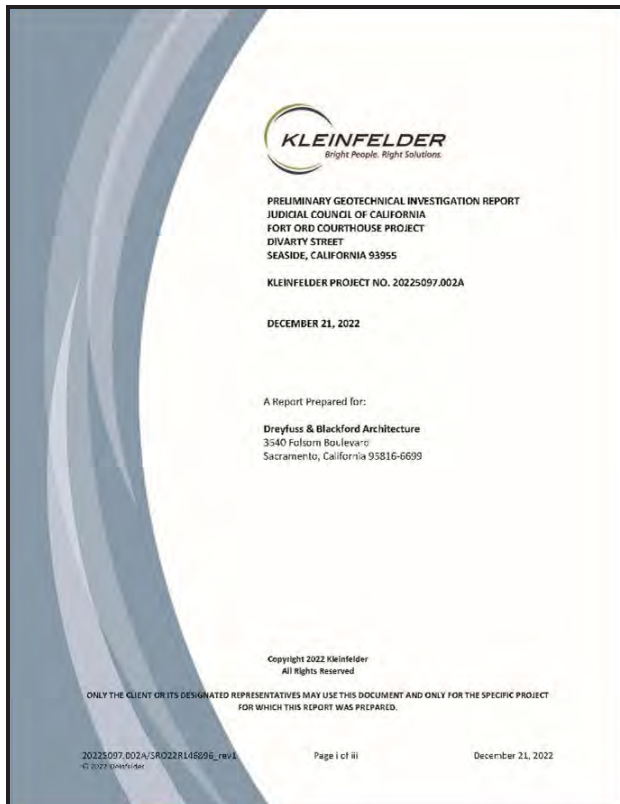 KLEINFELDER
Bright People. Right Solutions.
PRELIMINARY GEOTECHNICAL INVESTIGATION REPORT
JUDICIAL COUNCIL OF CALIFORNIA
FORT ORD COURTHOUSE PROJECT
DIVARTY STREET
SEASIDE, CALIFORNIA 93955
KLEINFELDER PROJECT NO. 20225097.002A
DECEMBER 21, 2022
A Report Prepared for:
Dreyfuss & Blackford Architecture
3540 Folsom Boulevard
Sacramento, California 95816-6699
Copyright 2022 Kleinfelder
All Rights Reserved
ONLY THE CLIENT OR ITS DESIGNATED REPRESENTATIVES MAY USE THIS DOCUMENT AND ONLY FOR THE SPECIFIC PROJECT
FOR WHICH THIS REPORT WAS PREPARED.
20225097.002A/SRO22R146896_rev1 Page i of iii December 21, 2022
© 2022 Kleinfelder